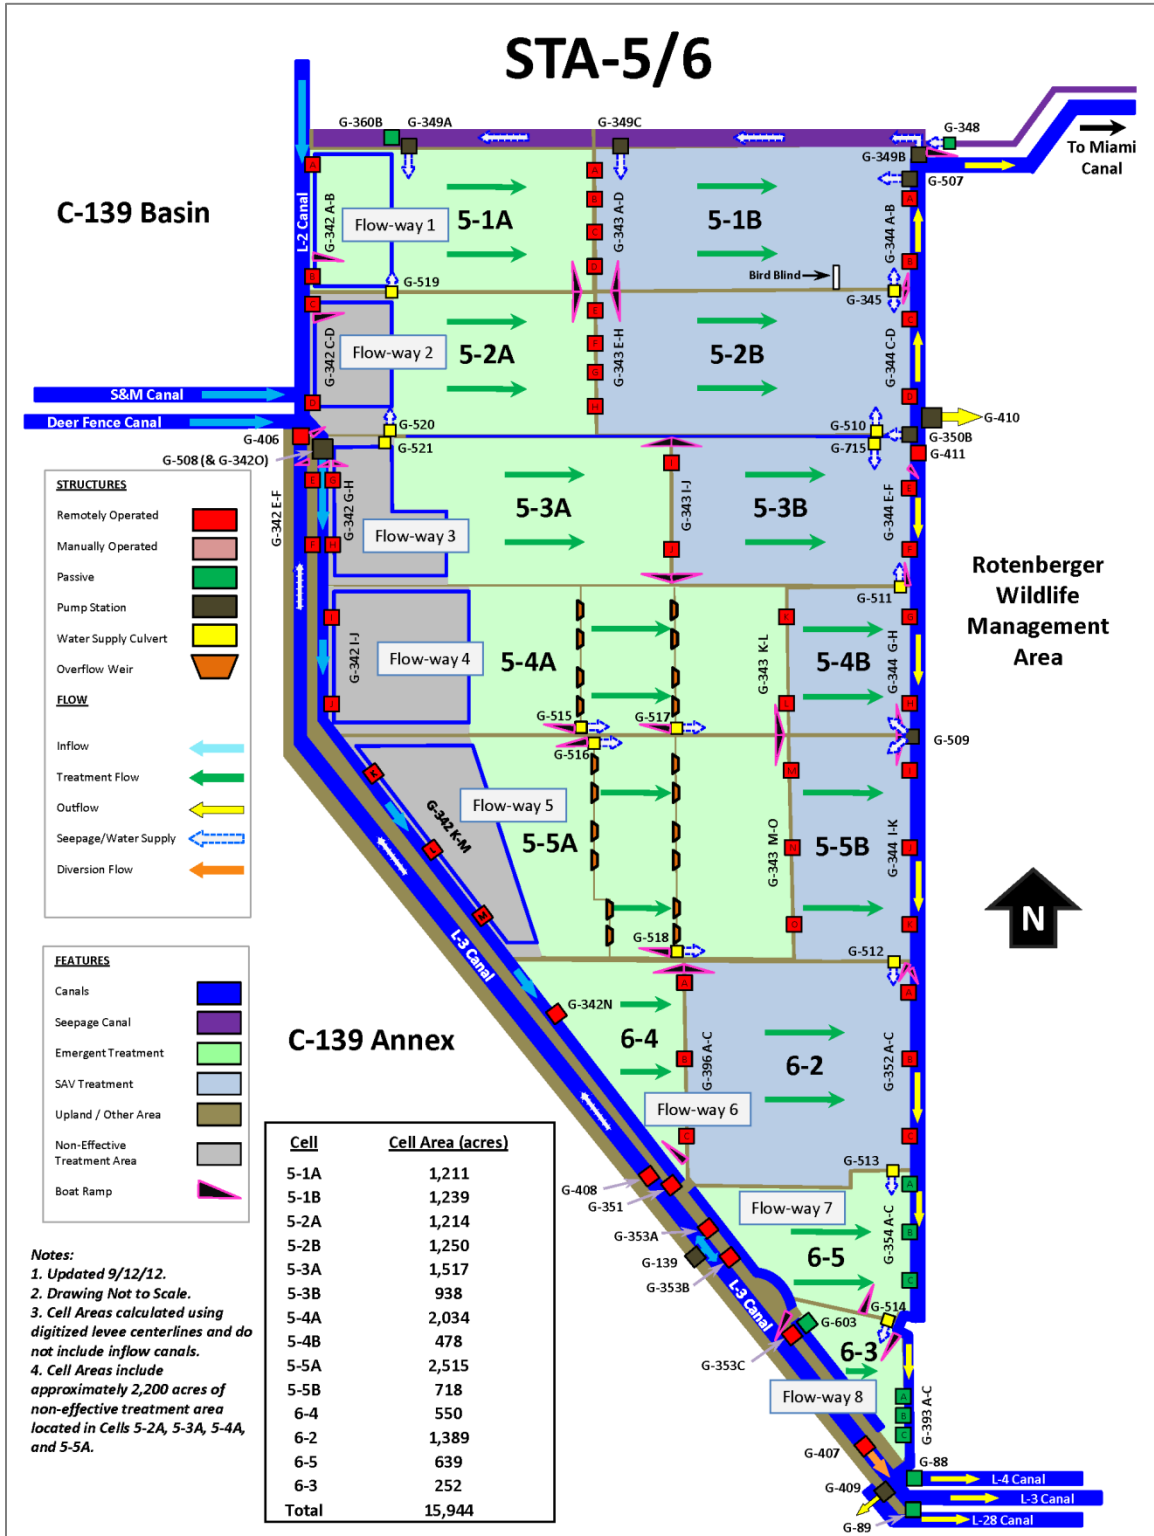 STA-5/6
G-360B
G-349A
G-349C
G-348
G-349B
To Miami
Canal
G-507
C-139 Basin
L-2 Canal
G-342 A-B
Flow-way 1
5-1A
G-343 A-D
5-1B
G-344 A-B
A
B
A
B
C
D
A
B
Bird Blind
G-519
G-345
C
D
G-342 C-D
Flow-way 2
5-2A
E
F
G
H
G-343 E-H
5-2B
C
D
G-344 C-D
S&M Canal
Deer Fence Canal
G-410
G-406
G-520
G-521
G-510
G-350B
G-715
G-411
G-508 (& G-342O)
G-342 E-F
E
F
G
H
G-342 G-H
5-3A
Flow-way 3
J
G-343 I-J
5-3B
G-344 E-F
E
F
STRUCTURES
Remotely Operated
Manually Operated
Passive
Pump Station
Water Supply Culvert
Overflow Weir
FLOW
Inflow
Treatment Flow
Outflow
Seepage/Water Supply
Diversion Flow
Rotenberger
Wildlife
Management
Area
G-511
I
J
G-342 I-J
Flow-way 4
5-4A
K
L
G-343 K-L
5-4B
G-344 G-H
G
H
G-515
G-517
G-516
G-509
K
L
M
G-342 K-M
Flow-way 5
5-5A
M
N
O
G-343 M-O
5-5B
G-344 I-K
I
J
K
N
G-518
G-512
L-3 Canal
FEATURES
Canals
Seepage Canal
Emergent Treatment
SAV Treatment
Upland / Other Area
Non-Effective
Treatment Area
Boat Ramp
C-139 Annex
G-342N
6-4
A
B
C
G-396 A-C
6-2
G-352 A-C
A
B
C
Flow-way 6
G-513
G-408
G-351
Flow-way 7
A
B
C
G-354 A-C
G-353A
G-139
G-353B
6-5
L-3 Canal
G-514
G-603
6-3
G-353C
Flow-way 8
A
B
C
G-393 A-C
G-407
G-88
L-4 Canal
G-409
L-3 Canal
G-89
L-28 Canal
Cell Cell Area (acres)
5-1A 1,211
5-1B 1,239
5-2A 1,214
5-2B 1,250
5-3A 1,517
5-3B 938
5-4A 2,034
5-4B 478
5-5A 2,515
5-5B 718
6-4 550
6-2 1,389
6-5 639
6-3 252
Total 15,944
Notes:
1. Updated 9/12/12.
2. Drawing Not to Scale.
3. Cell Areas calculated using
digitized levee centerlines and do
not include inflow canals.
4. Cell Areas include
approximately 2,200 acres of
non-effective treatment area
located in Cells 5-2A, 5-3A, 5-4A,
and 5-5A.